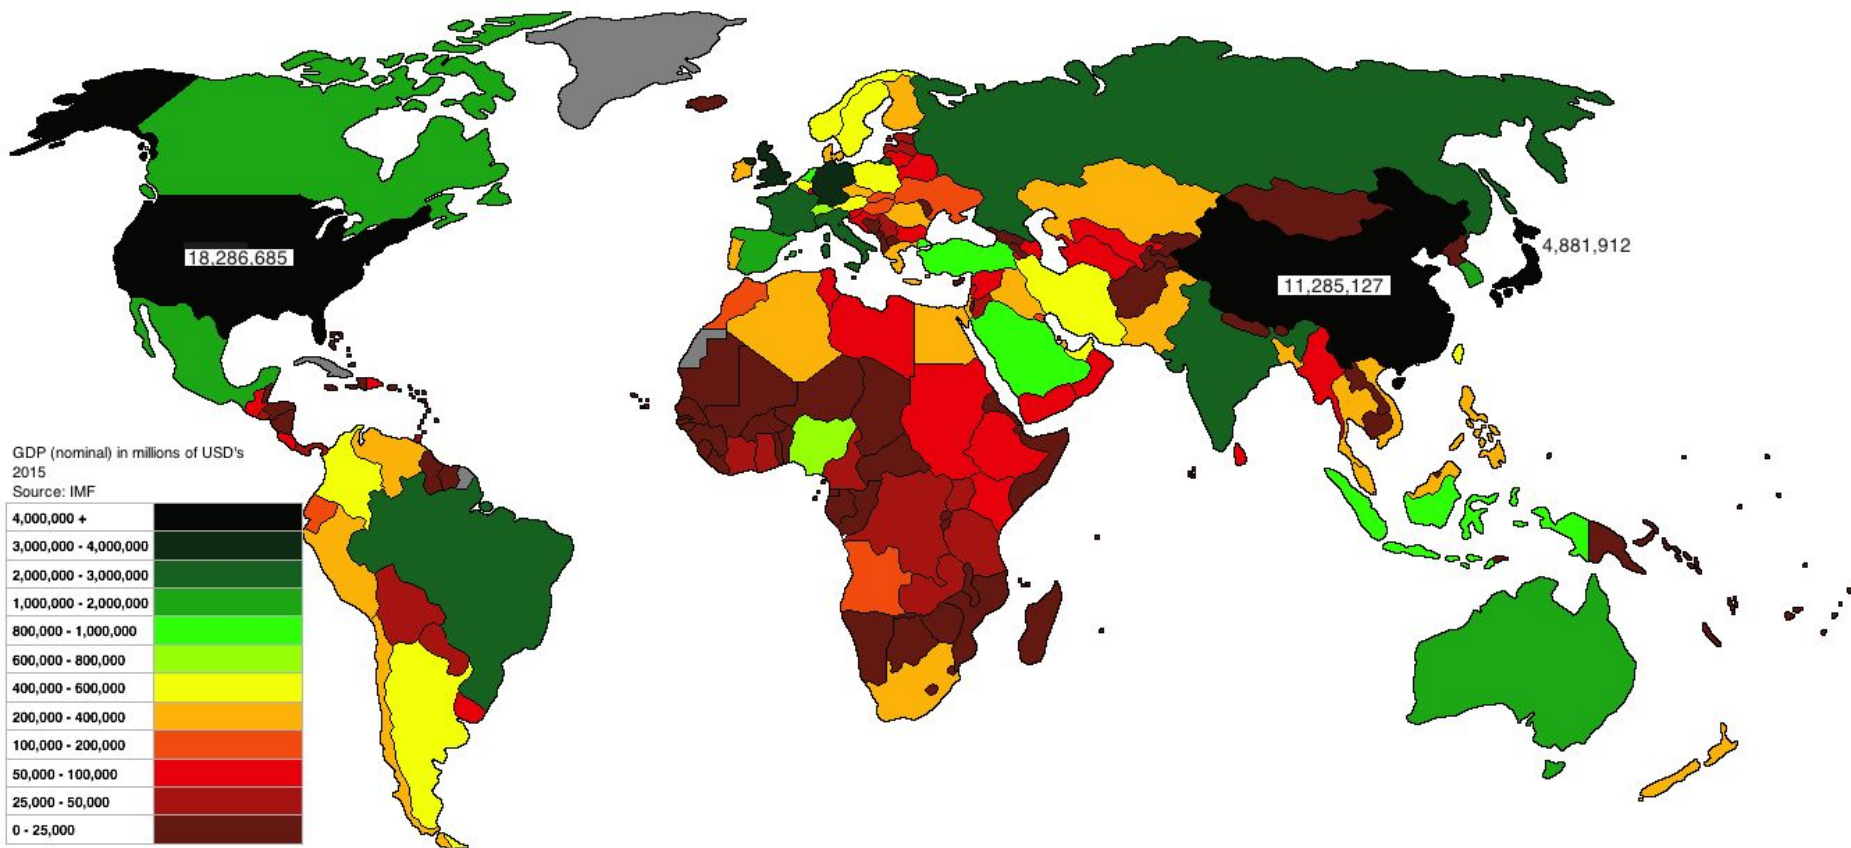 18,286,685
4,881,912
11,285,127
GDP (nominal) in millions of USD's
2015
Source: IMF
4,000,000 +
3,000,000 - 4,000,000
2,000,000 - 3,000,000
1,000,000 - 2,000,000
800,000 - 1,000,000
600,000 - 800,000
400,000 - 600,000
200,000 - 400,000
100,000 - 200,000
50,000 - 100,000
25,000 - 50,000
0 - 25,000